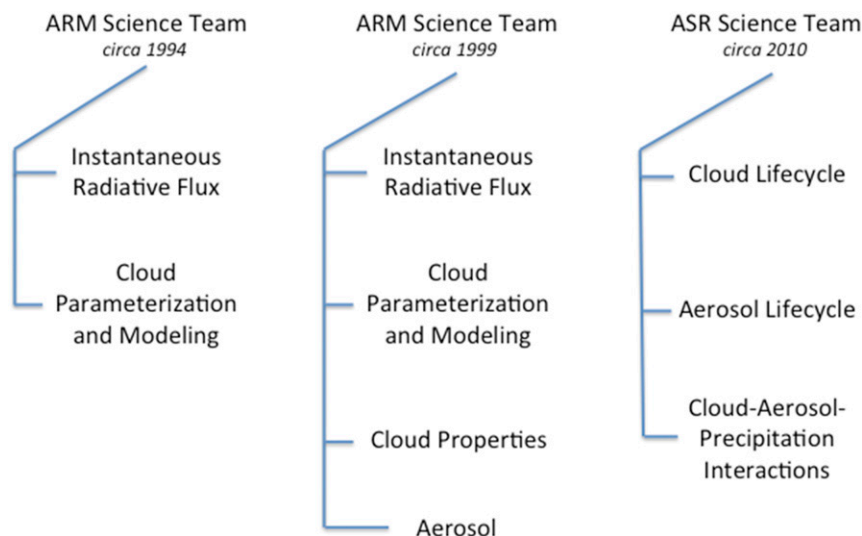 ARM Science Team
circa 1994
Instantaneous
Radiative Flux
Cloud
Parameterization
and Modeling
ARM Science Team
circa 1999
Instantaneous
Radiative Flux
Cloud
Parameterization
and Modeling
Cloud Properties
Aerosol
ASR Science Team
circa 2010
Cloud Lifecycle
Aerosol Lifecycle
Cloud-Aerosol-
Precipitation
Interactions